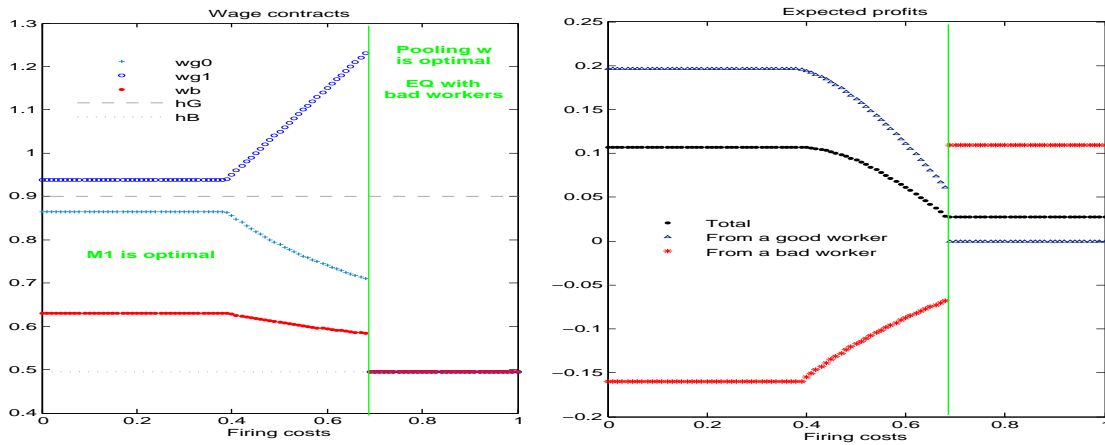 Wage contracts
1.3
1.2
1.1
1
0.9
0.8
0.7
0.6
0.5
0.4
0
0.2
0.4
0.6
0.8
1
Firing costs
wg0
wg1
wb
hG
hB
Pooling w
is optimal
EQ with
bad workers
M1 is optimal
Expected profits
0.25
0.2
0.15
0.1
0.05
0
−0.05
−0.1
−0.15
−0.2
0
0.2
0.4
0.6
0.8
1
Firing costs
Total
From a good worker
From a bad worker